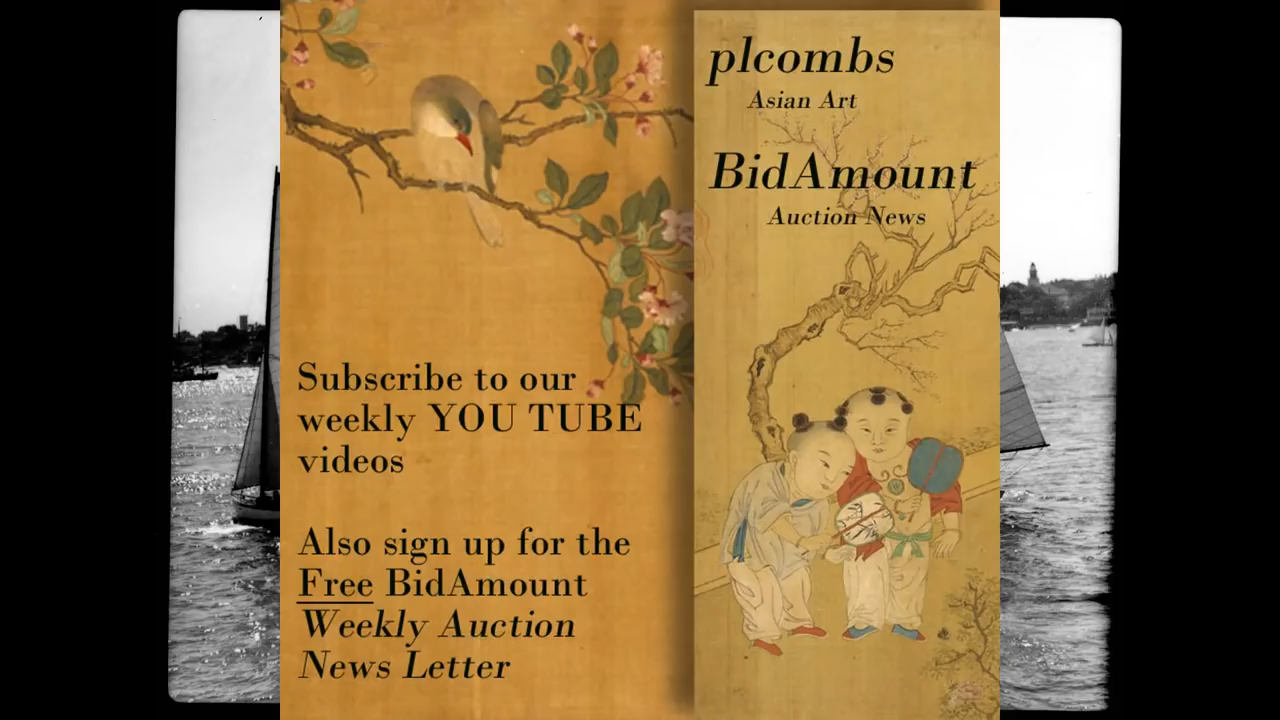 plcombs
Asian Art
BidAmount
Auction News
Subscribe to our
weekly YOU TUBE
videos
Also sign up for the
Free BidAmount
Weekly Auction
News Letter